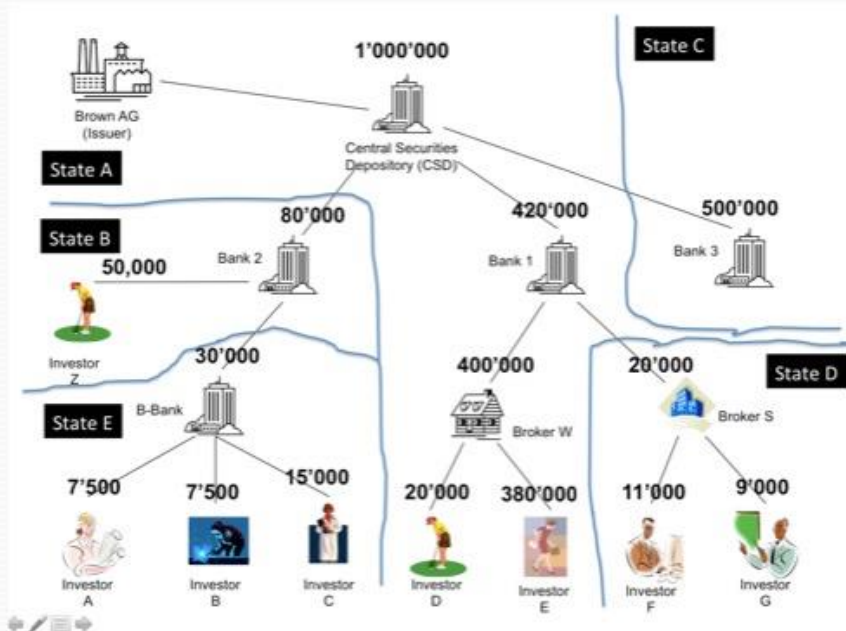 1'000'000
State C
Brown AG
(Issuer)
Central Securities
Depository (CSD)
State A
80'000
420'000
500'000
State B
Bank 2
Bank 1
Bank 3
50,000
Investor
Z
30'000
400'000
20'000
State D
B-Bank
Broker W
Broker S
State E
7'500
7'500
15'000
20'000
380'000
11'000
9'000
Investor
A
Investor
B
Investor
C
Investor
D
Investor
E
Investor
F
Investor
G